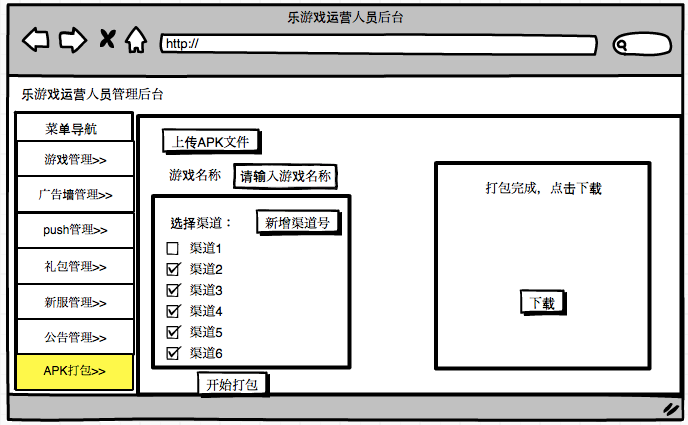 乐游戏运营人员后台
http://
乐游戏运营人员管理后台
菜单导航
游戏管理>>
广告墙管理>>
push管理>>
礼包管理>>
新服管理>>
公告管理>>
APK打包>>
上传APK文件
游戏名称 请输入游戏名称
选择渠道： 新增渠道号
渠道1
渠道2
渠道3
渠道4
渠道5
渠道6
开始打包
打包完成，点击下载
下载